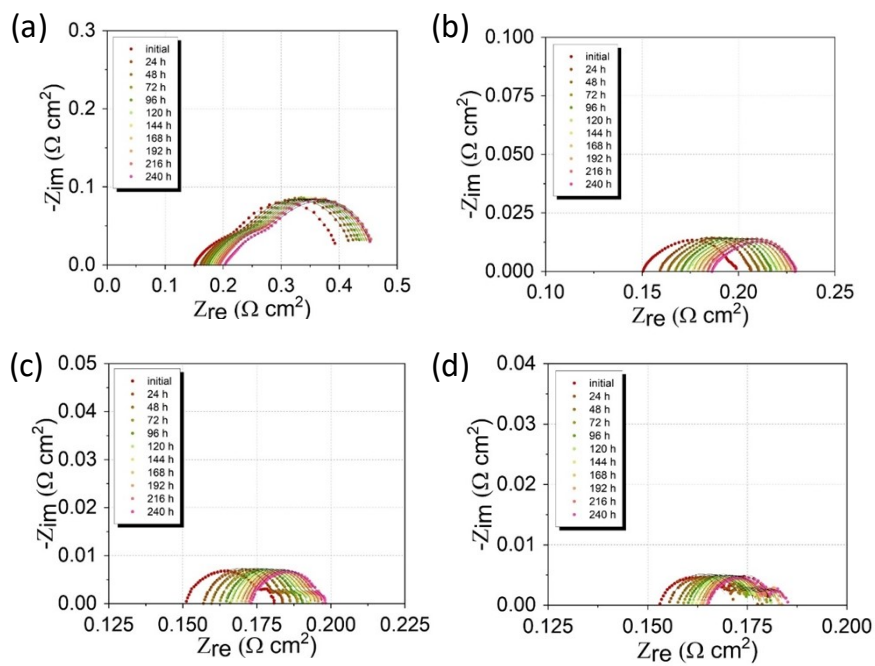 (a)
0.3
0.2
0.1
0.0
-Zim (Ω cm²)
initial
24 h
48 h
72 h
96 h
120 h
144 h
168 h
192 h
216 h
240 h
0.0 0.1 0.2 0.3 0.4 0.5
Zre (Ω cm²)
(b)
0.100
0.075
0.050
0.025
0.000
-Zim (Ω cm²)
initial
24 h
48 h
72 h
96 h
120 h
144 h
168 h
192 h
216 h
240 h
0.10 0.15 0.20 0.25
Zre (Ω cm²)
(c)
0.05
0.04
0.03
0.02
0.01
0.00
-Zim (Ω cm²)
initial
24 h
48 h
72 h
96 h
120 h
144 h
168 h
192 h
216 h
240 h
0.125 0.150 0.175 0.200 0.225
Zre (Ω cm²)
(d)
0.04
0.03
0.02
0.01
0.00
-Zim (Ω cm²)
initial
24 h
48 h
72 h
96 h
120 h
144 h
168 h
192 h
216 h
240 h
0.125 0.150 0.175 0.200
Zre (Ω cm²)